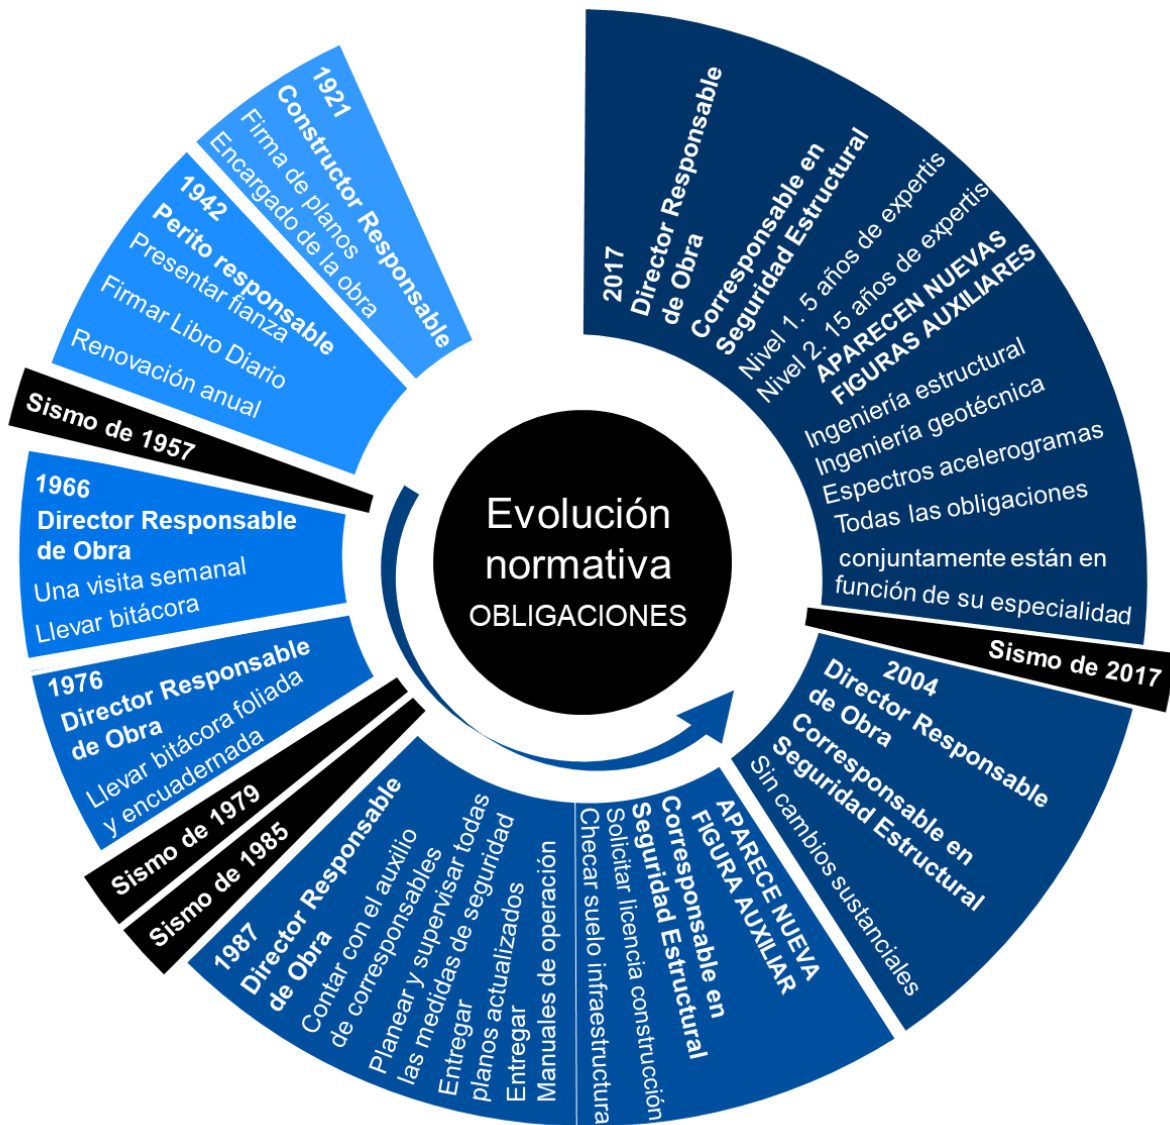 Evolución
normativa
OBLIGACIONES
1921
Constructor Responsable
Firma de planos
Encargado de la obra
1942
Perito responsable
Presentar fianza
Firmar Libro Diario
Renovación anual
Sismo de 1957
1966
Director Responsable
de Obra
Una visita semanal
Llevar bitácora
1976
Director Responsable
de Obra
Llevar bitácora foliada
y encuadernada
Sismo de 1979
Sismo de 1985
1987
Director Responsable
de Obra
Contar con el auxilio
de corresponsables
Planear y supervisar todas
las medidas de seguridad
Entregar
planos actualizados
Entregar
Manuales de operación
Checar suelo infraestructura
Solicitar licencia construcción
Seguridad Estructural
Corresponsable en
FIGURA AUXILIAR
APARECE NUEVA
2004
Director Responsable
de Obra
Corresponsable en
Seguridad Estructural
Sin cambios sustanciales
Sismo de 2017
2017
Director Responsable
de Obra
Corresponsable en
Seguridad Estructural
Nivel 1. 5 años de expertis
Nivel 2. 15 años de expertis
APARECEN NUEVAS
FIGURAS AUXILIARES
Ingeniería estructural
Ingeniería geotécnica
Espectros acelerogramas
Todas las obligaciones
conjuntamente están en
función de su especialidad